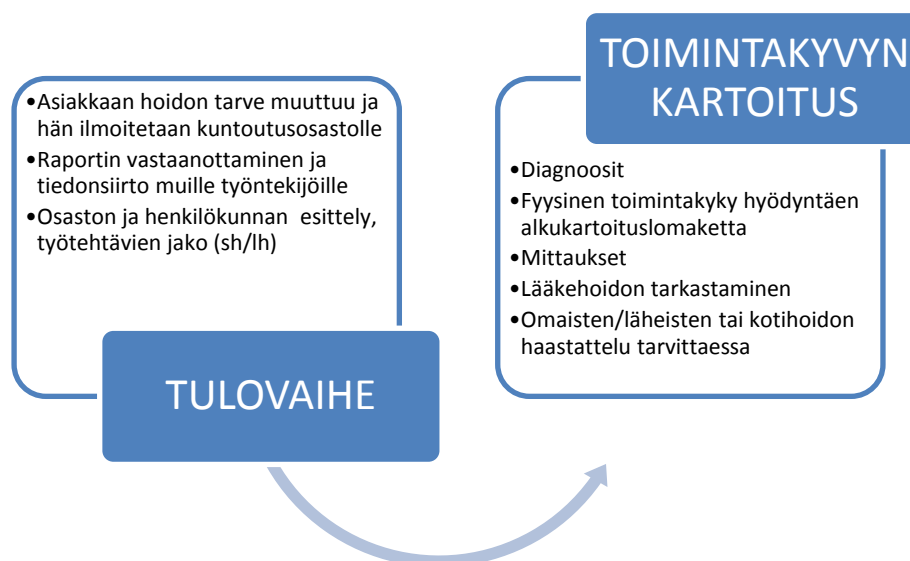 •Asiakkaan hoidon tarve muuttuu ja
hän ilmoitetaan kuntoutusosastolle
•Raportin vastaanottaminen ja
tiedonsiirto muille työntekijöille
•Osaston ja henkilökunnan esittely,
työtehtävien jako (sh/lh)
TULOVAIHE
TOIMINTAKYVYN
KARTOITUS
•Diagnoosit
•Fyysinen toimintakyky hyödyntäen
alkukartoituslomaketta
•Mittaukset
•Lääkehoidon tarkastaminen
•Omaisten/läheisten tai kotihoidon
haastattelu tarvittaessa